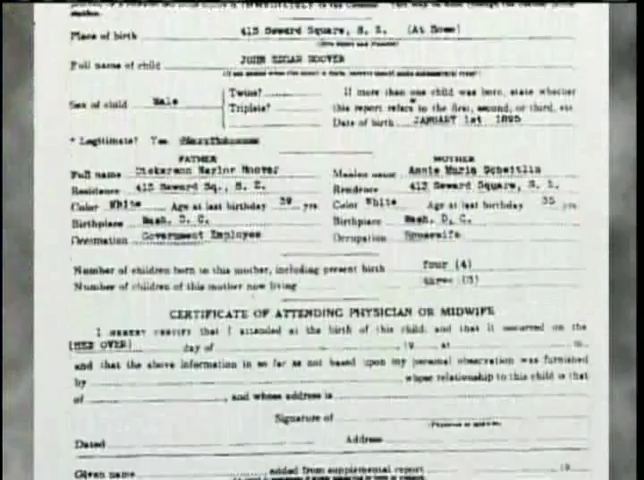 Place of birth 413 Seward Square, S. E. (At Home)
Full name of child JOHN EDGAR HOOVER
Sex of child Male
Twins?
Triplets?
If more than one child was born, state whether
this report refers to the first, second, or third, etc
Date of birth JANUARY 1st 1895
* Legitimate? Yes
FATHER
Full name Dickerson Naylor Hoover
Residence 413 Seward Sq., S. E.
Color White Age at last birthday yrs
Birthplace Wash. D. C.
Occupation Government Employee
MOTHER
Maiden name Annie Marie Scheitlin
Residence 413 Seward Square, S. E.
Color White Age at last birthday yrs
Birthplace Wash. D. C.
Occupation Housewife
Number of children born to this mother, including present birth four (4)
Number of children of this mother now living three (3)
CERTIFICATE OF ATTENDING PHYSICIAN OR MIDWIFE
I HEREBY CERTIFY that I attended at the birth of this child, and that it occurred on the
(SEE OVER) day of 19 at m
and that the above information in so far as not based upon my personal observation was furnished
by whose relationship to this child is that
of , and whose address is
Signature of
Dated Address
Given name added from supplemental report 19